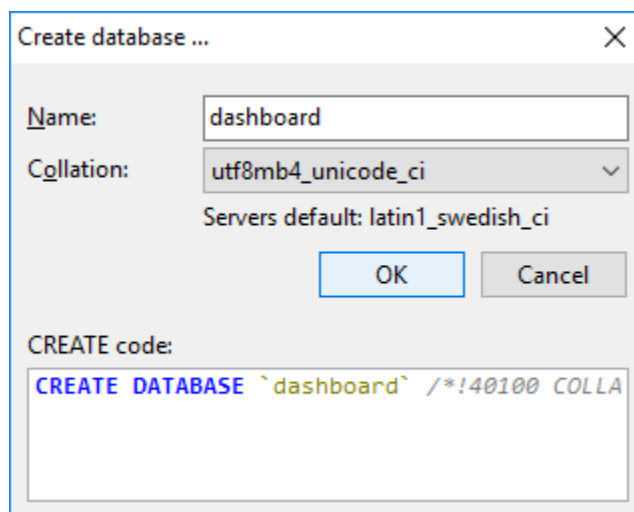 Create database ...
Name: dashboard
Collation: utf8mb4_unicode_ci
Servers default: latin1_swedish_ci
OK Cancel
CREATE code:
CREATE DATABASE `dashboard` /*!40100 COLLA